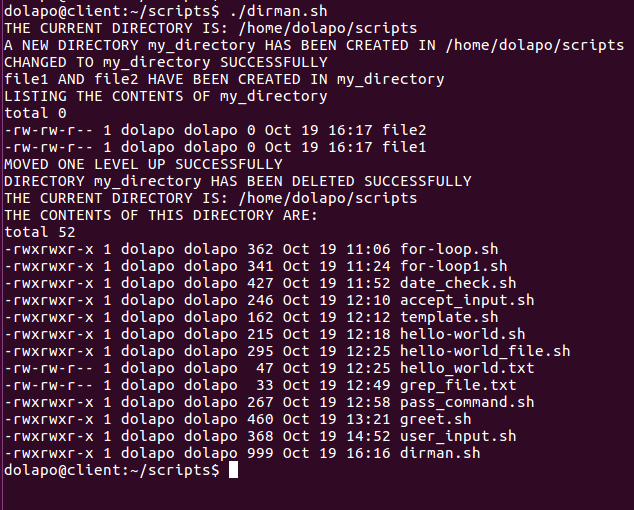 dolapo@client:~/scripts$ ./dirman.sh
THE CURRENT DIRECTORY IS: /home/dolapo/scripts
A NEW DIRECTORY my_directory HAS BEEN CREATED IN /home/dolapo/scripts
CHANGED TO my_directory SUCCESSFULLY
file1 AND file2 HAVE BEEN CREATED IN my_directory
LISTING THE CONTENTS OF my_directory
total 0
-rw-rw-r-- 1 dolapo dolapo 0 Oct 19 16:17 file2
-rw-rw-r-- 1 dolapo dolapo 0 Oct 19 16:17 file1
MOVED ONE LEVEL UP SUCCESSFULLY
DIRECTORY my_directory HAS BEEN DELETED SUCCESSFULLY
THE CURRENT DIRECTORY IS: /home/dolapo/scripts
THE CONTENTS OF THIS DIRECTORY ARE:
total 52
-rwxrwxr-x 1 dolapo dolapo 362 Oct 19 11:06 for-loop.sh
-rwxrwxr-x 1 dolapo dolapo 341 Oct 19 11:24 for-loop1.sh
-rwxrwxr-x 1 dolapo dolapo 427 Oct 19 11:52 date_check.sh
-rwxrwxr-x 1 dolapo dolapo 246 Oct 19 12:10 accept_input.sh
-rwxrwxr-x 1 dolapo dolapo 162 Oct 19 12:12 template.sh
-rwxrwxr-x 1 dolapo dolapo 215 Oct 19 12:18 hello-world.sh
-rwxrwxr-x 1 dolapo dolapo 295 Oct 19 12:25 hello-world_file.sh
-rw-rw-r-- 1 dolapo dolapo  47 Oct 19 12:25 hello_world.txt
-rw-rw-r-- 1 dolapo dolapo  33 Oct 19 12:49 grep_file.txt
-rwxrwxr-x 1 dolapo dolapo 267 Oct 19 12:58 pass_command.sh
-rwxrwxr-x 1 dolapo dolapo 460 Oct 19 13:21 greet.sh
-rwxrwxr-x 1 dolapo dolapo 368 Oct 19 14:52 user_input.sh
-rwxrwxr-x 1 dolapo dolapo 999 Oct 19 16:16 dirman.sh
dolapo@client:~/scripts$